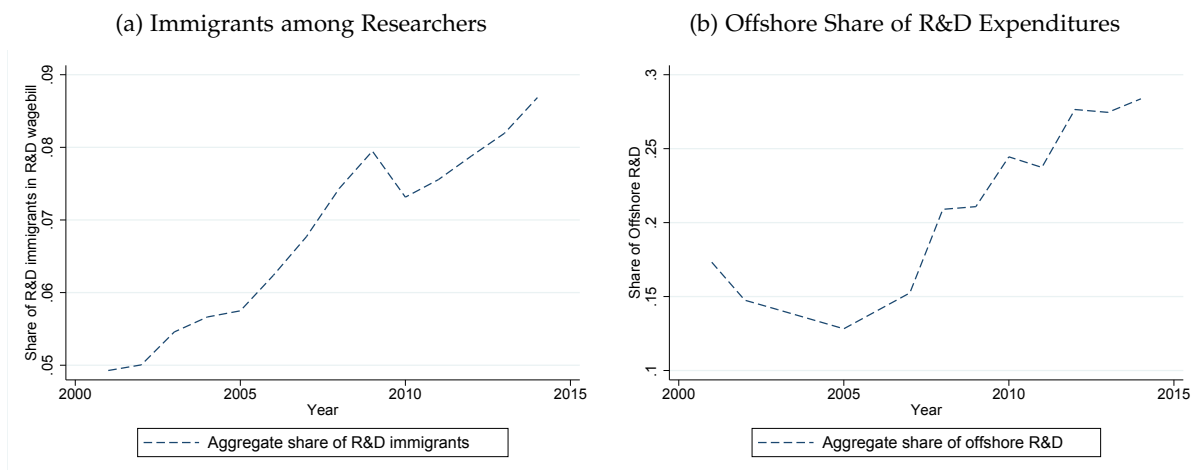 (a) Immigrants among Researchers
Share of R&D immigrants in R&D wagebill
.09
.08
.07
.06
.05
2000
2005
2010
2015
Year
Aggregate share of R&D immigrants
(b) Offshore Share of R&D Expenditures
Share of Offshore R&D
.3
.25
.2
.15
.1
2000
2005
2010
2015
Year
Aggregate share of offshore R&D